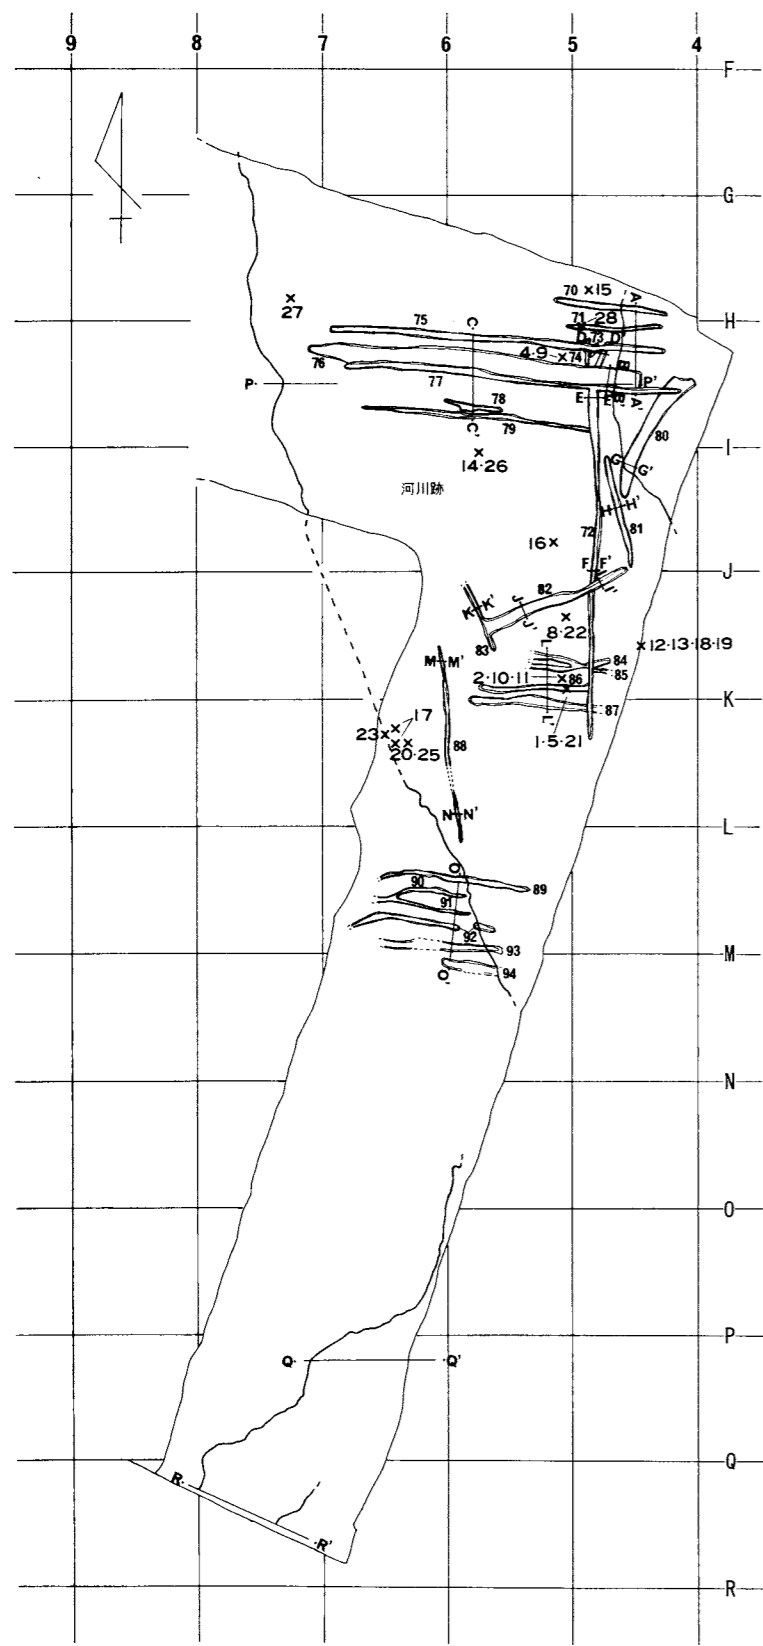 9 8 7 6 5 4
F
G
70 ×15
A
×
27
H
71 28
75
C
D 73 D'
4·9 × 74
76
B
P
77
P'
E E'
B'
A'
78
C'
79
80
I
×
14·26
G G'
河川跡
H H'
72
81
16×
F F'
J
82
I'
K K'
J
J'
×
8·22
83
×12·13·18·19
M M'
L
84
2·10·11 × 86
85
K
87
L'
17
23×
20·25
1·5·21
88
N N'
L
O
90
89
91
92
93
M
O'
94
N
O
P
Q Q'
Q
R
R'
R